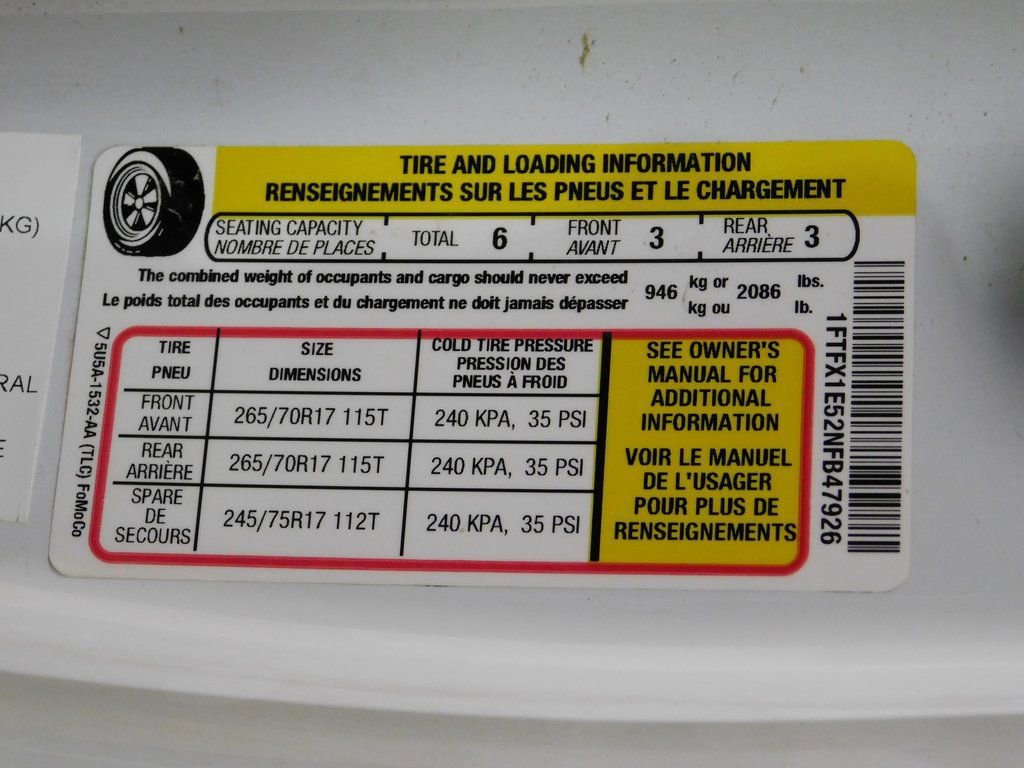 KG)
RAL
E
TIRE AND LOADING INFORMATION
RENSEIGNEMENTS SUR LES PNEUS ET LE CHARGEMENT
SEATING CAPACITY
NOMBRE DE PLACES
TOTAL 6
FRONT
AVANT 3
REAR
ARRIÈRE 3
The combined weight of occupants and cargo should never exceed
Le poids total des occupants et du chargement ne doit jamais dépasser
946 kg or 2086 lbs.
kg ou lb.
TIRE
PNEU
SIZE
DIMENSIONS
COLD TIRE PRESSURE
PRESSION DES
PNEUS À FROID
FRONT
AVANT
265/70R17 115T
240 KPA, 35 PSI
REAR
ARRIÈRE
265/70R17 115T
240 KPA, 35 PSI
SPARE
DE
SECOURS
245/75R17 112T
240 KPA, 35 PSI
SEE OWNER'S
MANUAL FOR
ADDITIONAL
INFORMATION
VOIR LE MANUEL
DE L'USAGER
POUR PLUS DE
RENSEIGNEMENTS
5U5A-1532-AA (TLC) FoMoCo
1FTFX1E52NFB47926